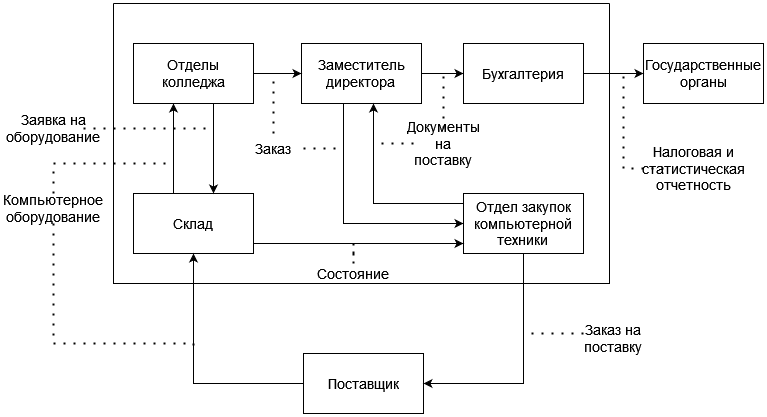 Отделы
колледжа
Заместитель
директора
Бухгалтерия
Государственные
органы
Заявка на
оборудование
Заказ
Документы
на
поставку
Налоговая и
статистическая
отчетность
Компьютерное
оборудование
Склад
Отдел закупок
компьютерной
техники
Состояние
Заказ на
поставку
Поставщик